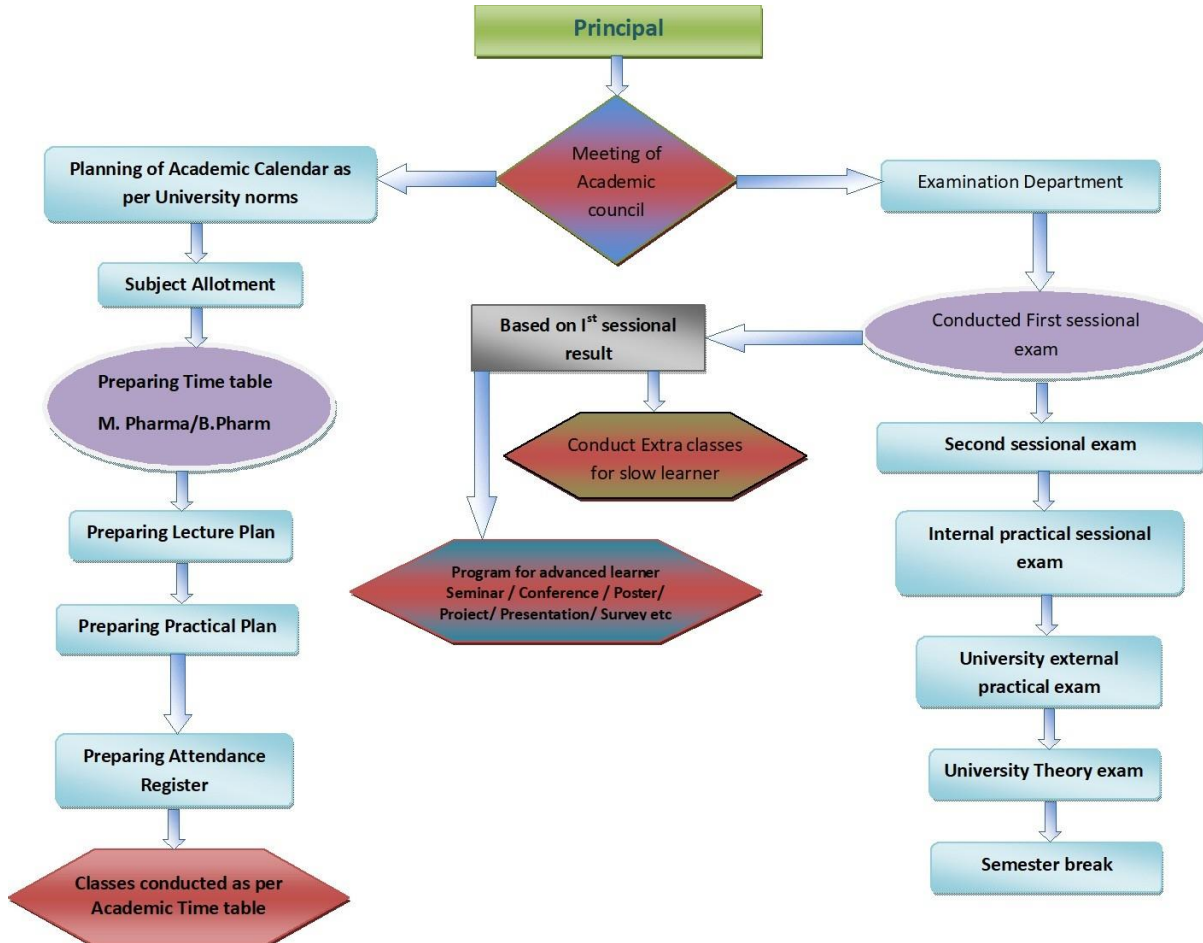 Principal
Meeting of
Academic
council
Planning of Academic Calendar as
per University norms
Subject Allotment
Preparing Time table
M. Pharma/B.Pharm
Preparing Lecture Plan
Preparing Practical Plan
Preparing Attendance
Register
Classes conducted as per
Academic Time table
Based on Iˢᵗ sessional
result
Conduct Extra classes
for slow learner
Program for advanced learner
Seminar / Conference / Poster/
Project/ Presentation/ Survey etc
Examination Department
Conducted First sessional
exam
Second sessional exam
Internal practical sessional
exam
University external
practical exam
University Theory exam
Semester break